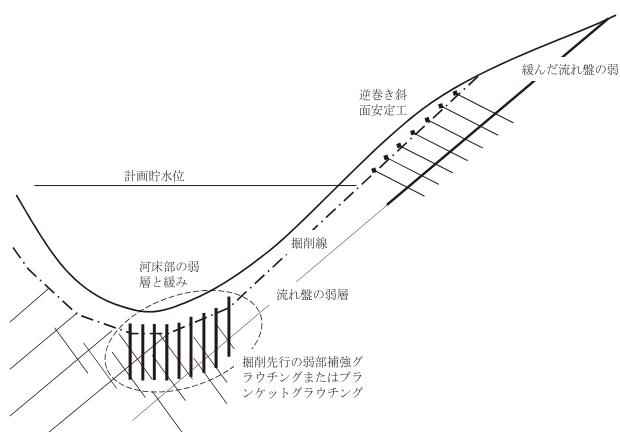 緩んだ流れ盤の弱
逆巻き斜
面安定工
計画貯水位
掘削線
河床部の弱
層と緩み
流れ盤の弱層
掘削先行の弱部補強グ
ラウチングまたはブラ
ンケットグラウチング